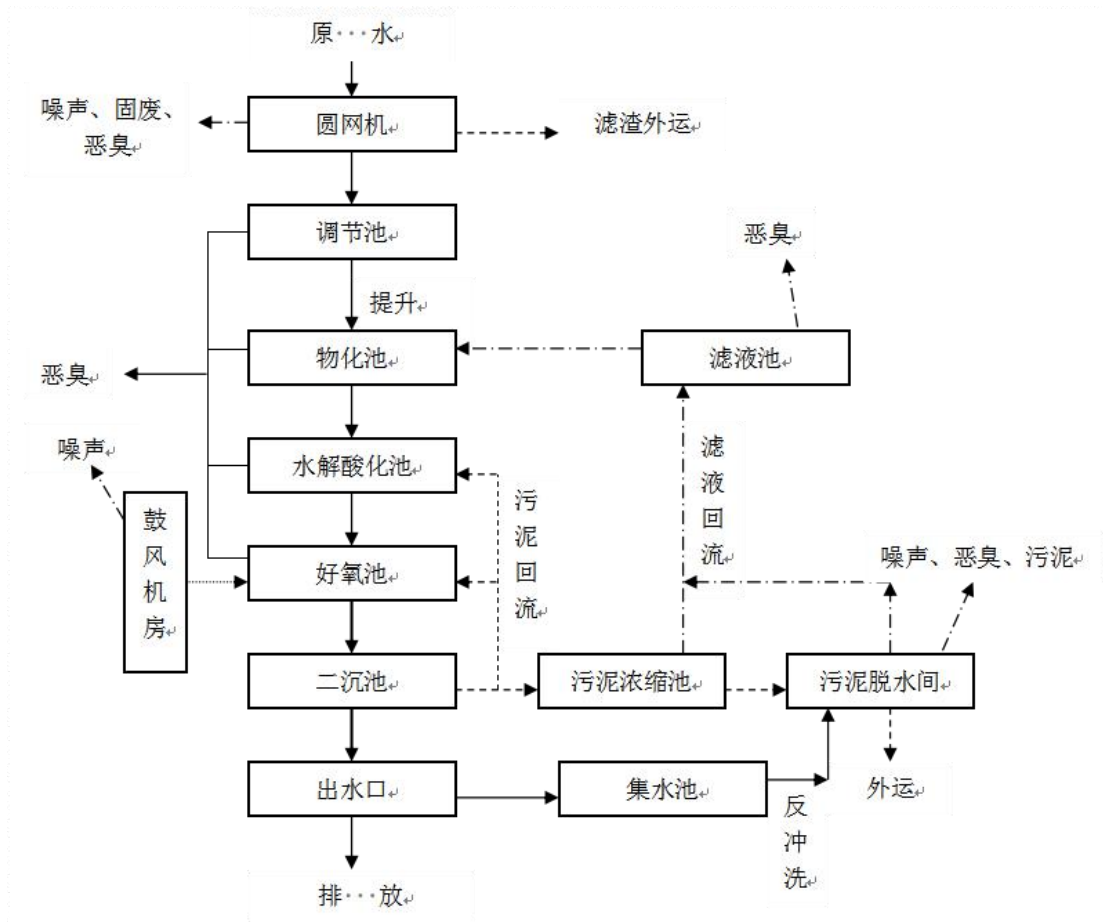 原···水↵
噪声、固废、
恶臭↵
圆网机↵
滤渣外运↵
调节池↵
恶臭↵
提升↵
物化池↵
滤液池↵
恶臭↵
噪声↵
水解酸化池↵
滤液回流↵
污泥回流↵
鼓风机房↵
好氧池↵
噪声、恶臭、污泥↵
二沉池↵
污泥浓缩池↵
污泥脱水间↵
出水口↵
集水池↵
反冲洗↵
外运↵
排···放↵